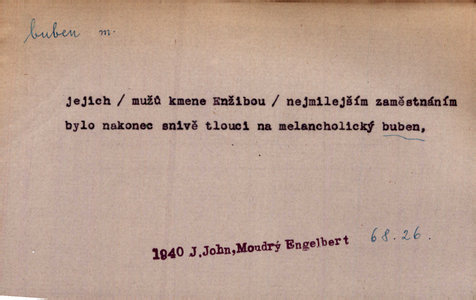 buben m.
jejich / mužů kmene Enžibou / nejmilejším zaměstnáním
bylo nakonec snivě tlouci na melancholický buben,
1940 J.John,Moudrý Engelbert 68.26.